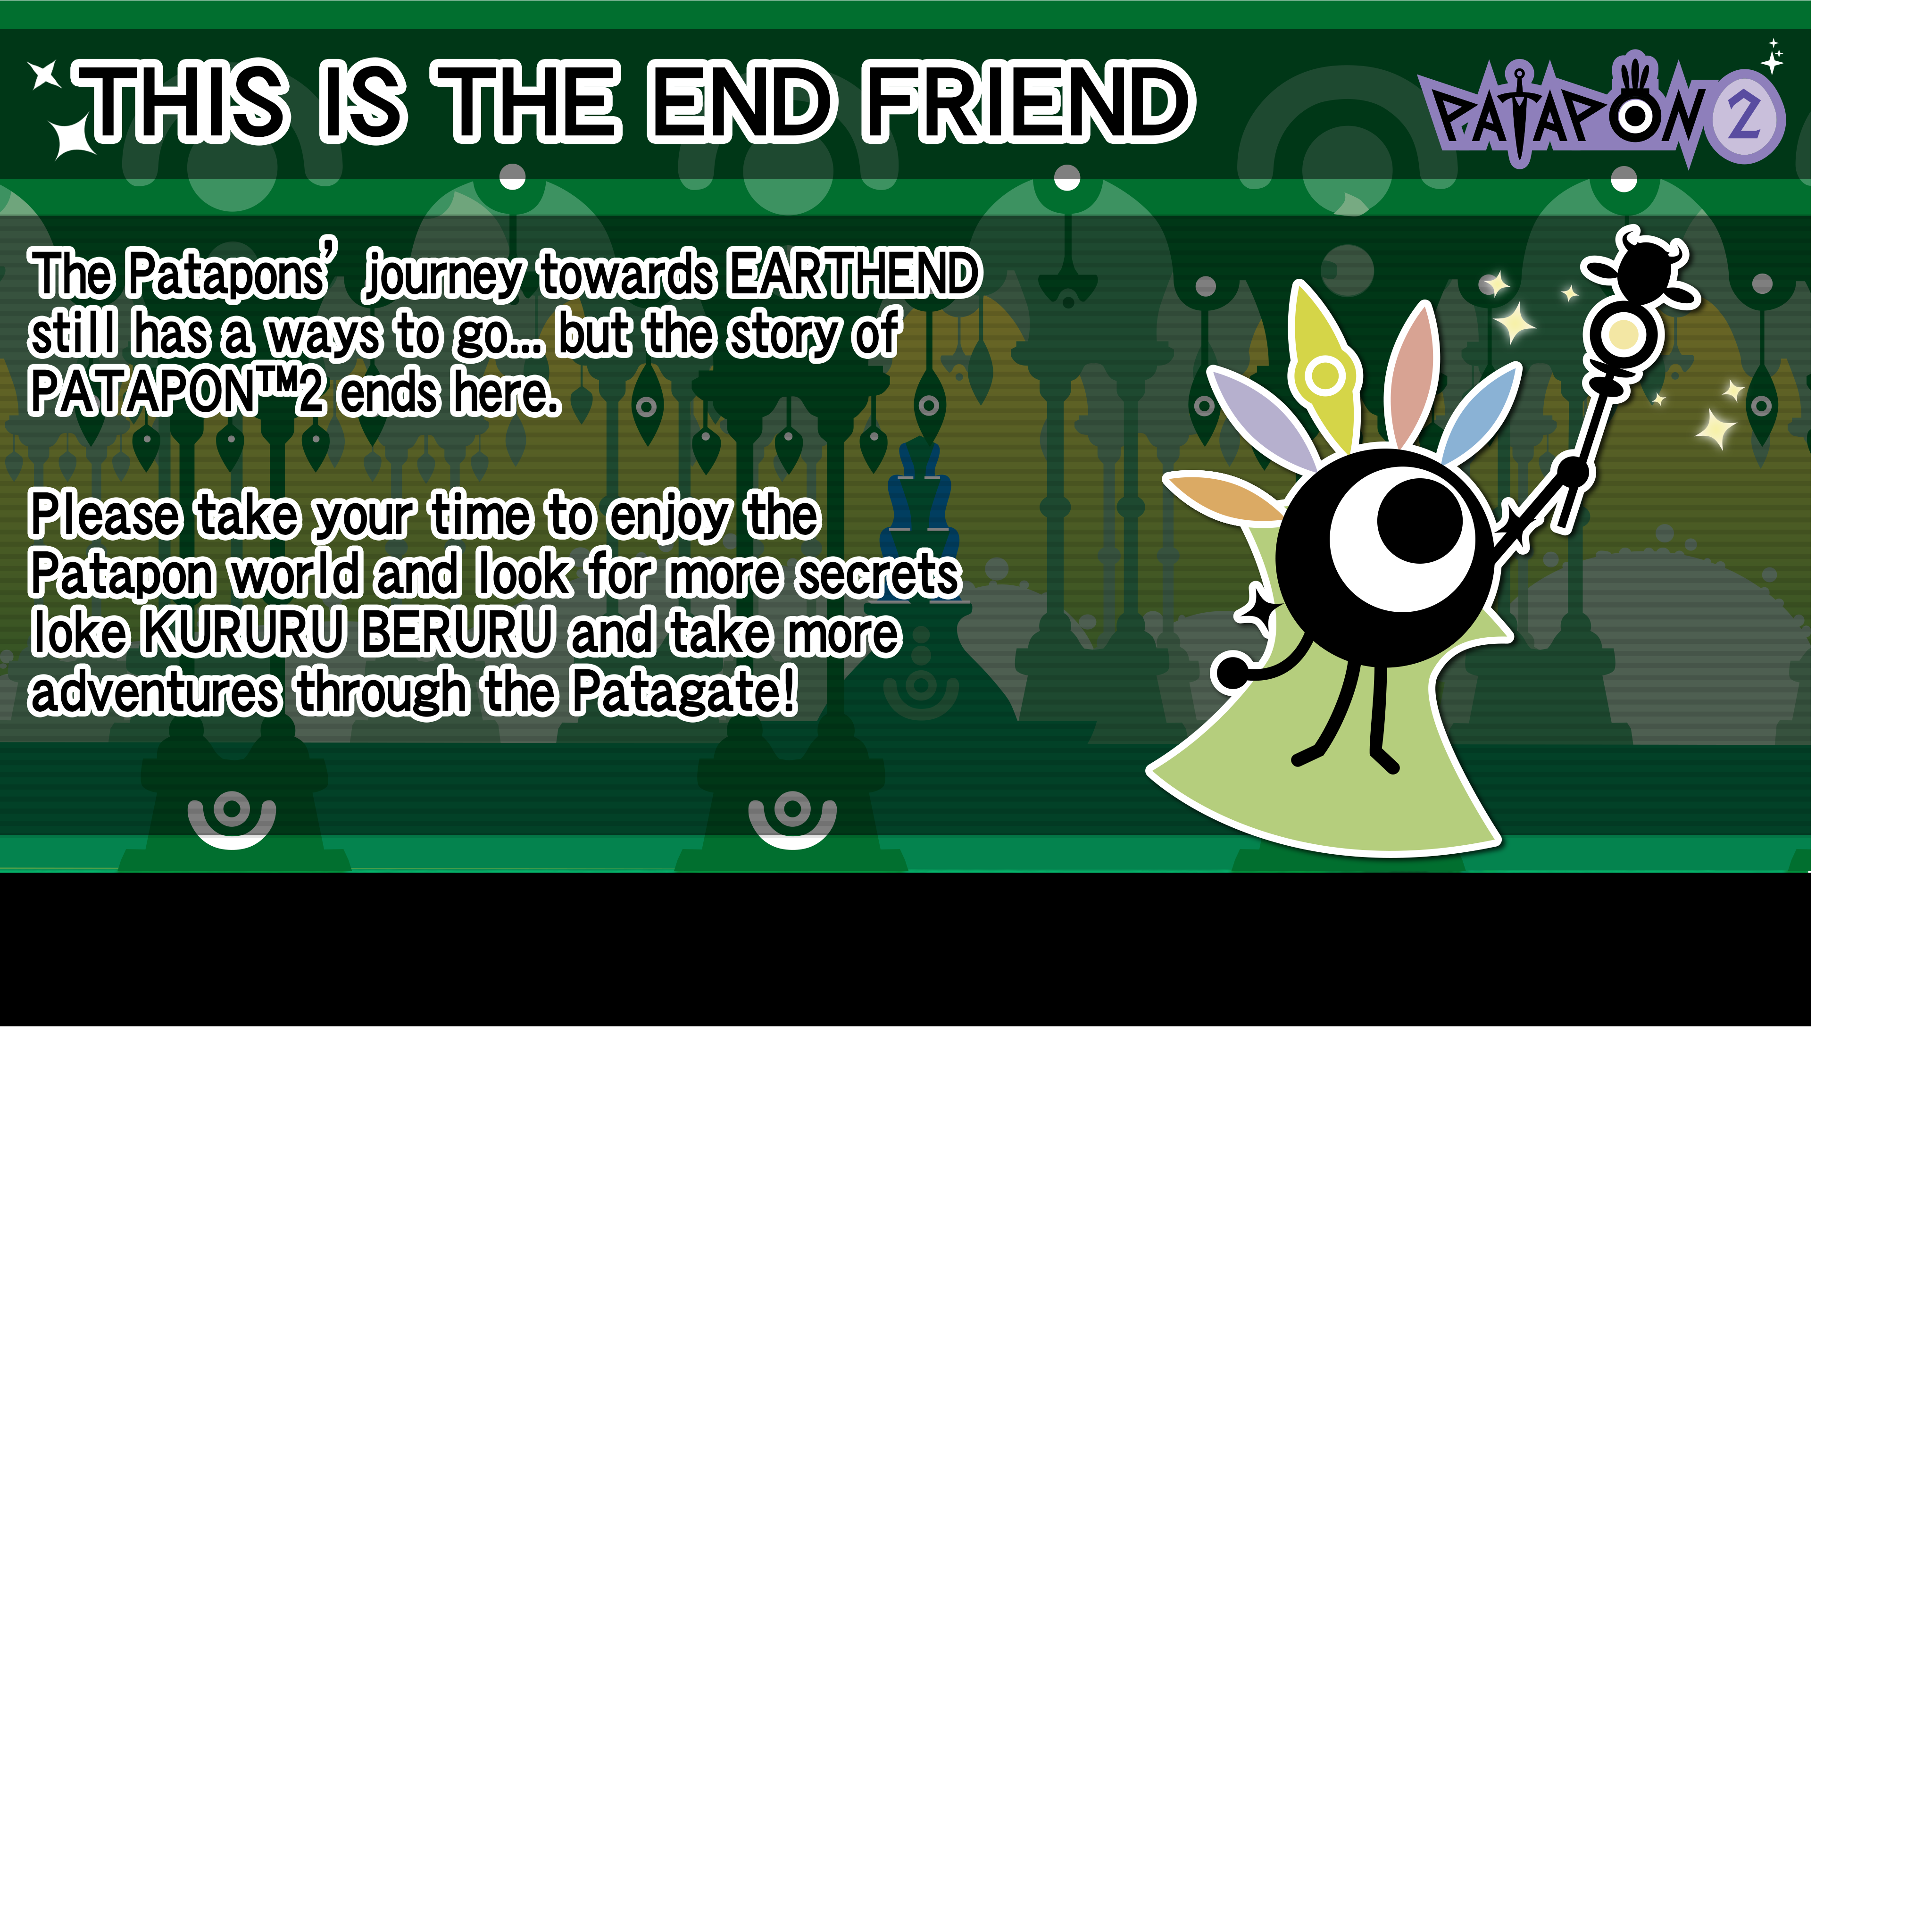 THIS IS THE END FRIEND
PATAPON 2
The Patapons' journey towards EARTHEND
still has a ways to go... but the story of
PATAPON™2 ends here.
Please take your time to enjoy the
Patapon world and look for more secrets
loke KURURU BERURU and take more
adventures through the Patagate!